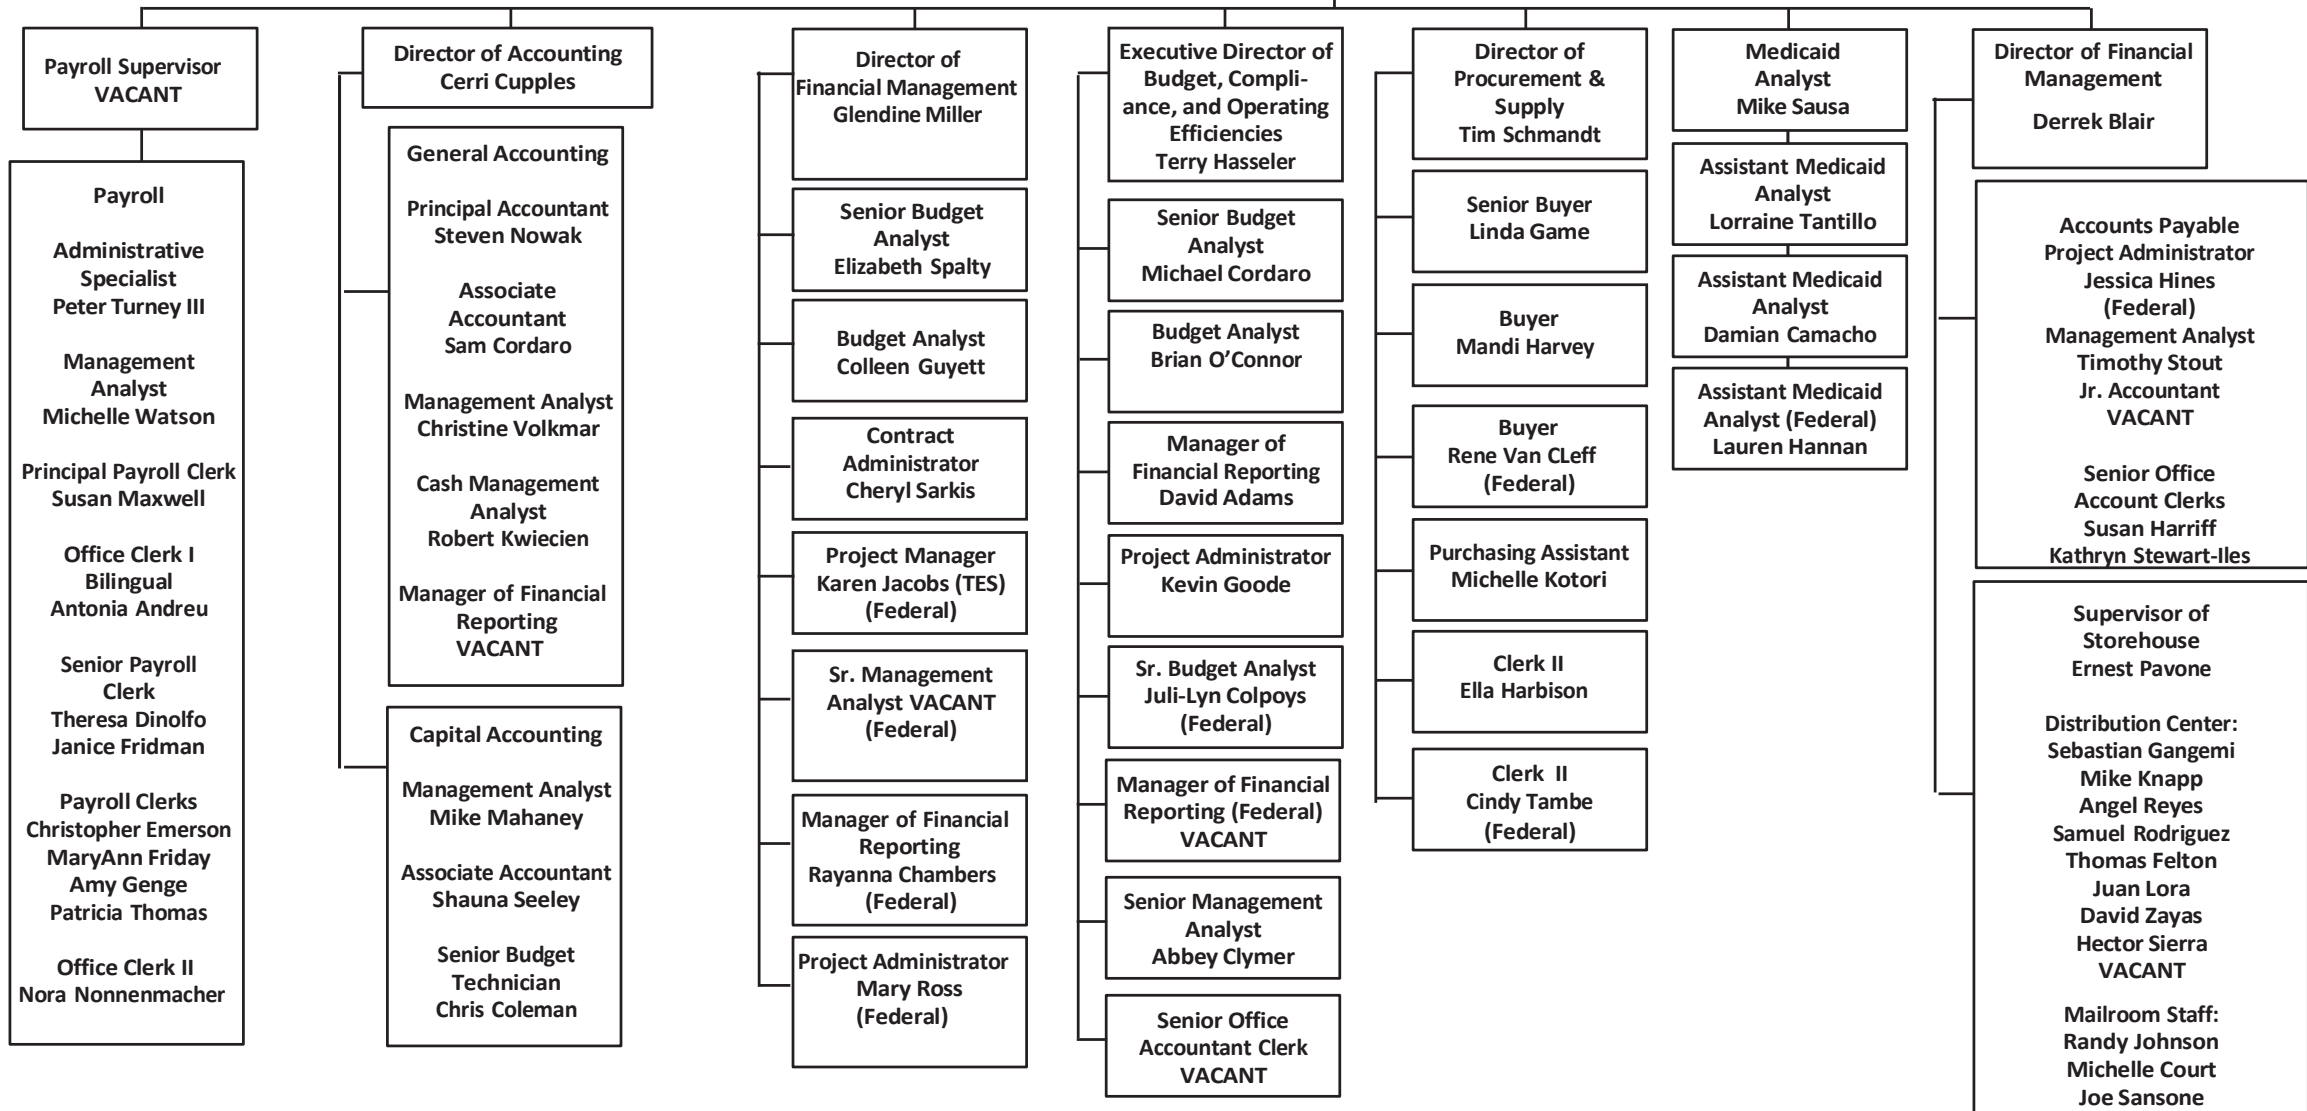 Payroll Supervisor
VACANT
Payroll
Administrative
Specialist
Peter Turney III
Management
Analyst
Michelle Watson
Principal Payroll Clerk
Susan Maxwell
Office Clerk I
Bilingual
Antonia Andreu
Senior Payroll
Clerk
Theresa Dinolfo
Janice Fridman
Payroll Clerks
Christopher Emerson
MaryAnn Friday
Amy Genge
Patricia Thomas
Office Clerk II
Nora Nonnenmacher
Director of Accounting
Cerri Cupples
General Accounting
Principal Accountant
Steven Nowak
Associate
Accountant
Sam Cordaro
Management Analyst
Christine Volkmar
Cash Management
Analyst
Robert Kwiecien
Manager of Financial
Reporting
VACANT
Capital Accounting
Management Analyst
Mike Mahaney
Associate Accountant
Shauna Seeley
Senior Budget
Technician
Chris Coleman
Director of
Financial Management
Glendine Miller
Senior Budget
Analyst
Elizabeth Spalty
Budget Analyst
Colleen Guyett
Contract
Administrator
Cheryl Sarkis
Project Manager
Karen Jacobs (TES)
(Federal)
Sr. Management
Analyst VACANT
(Federal)
Manager of Financial
Reporting
Rayanna Chambers
(Federal)
Project Administrator
Mary Ross
(Federal)
Executive Director of
Budget, Compli-
ance, and Operating
Efficiencies
Terry Hasseler
Senior Budget
Analyst
Michael Cordaro
Budget Analyst
Brian O’Connor
Manager of
Financial Reporting
David Adams
Project Administrator
Kevin Goode
Sr. Budget Analyst
Juli-Lyn Colpoys
(Federal)
Manager of Financial
Reporting (Federal)
VACANT
Senior Management
Analyst
Abbey Clymer
Senior Office
Accountant Clerk
VACANT
Director of
Procurement &
Supply
Tim Schmandt
Senior Buyer
Linda Game
Buyer
Mandi Harvey
Buyer
Rene Van CLeff
(Federal)
Purchasing Assistant
Michelle Kotori
Clerk II
Ella Harbison
Clerk II
Cindy Tambe
(Federal)
Medicaid
Analyst
Mike Sausa
Assistant Medicaid
Analyst
Lorraine Tantillo
Assistant Medicaid
Analyst
Damian Camacho
Assistant Medicaid
Analyst (Federal)
Lauren Hannan
Director of Financial
Management
Derrek Blair
Accounts Payable
Project Administrator
Jessica Hines
(Federal)
Management Analyst
Timothy Stout
Jr. Accountant
VACANT
Senior Office
Account Clerks
Susan Harriff
Kathryn Stewart-Iles
Supervisor of
Storehouse
Ernest Pavone
Distribution Center:
Sebastian Gangemi
Mike Knapp
Angel Reyes
Samuel Rodriguez
Thomas Felton
Juan Lora
David Zayas
Hector Sierra
VACANT
Mailroom Staff:
Randy Johnson
Michelle Court
Joe Sansone